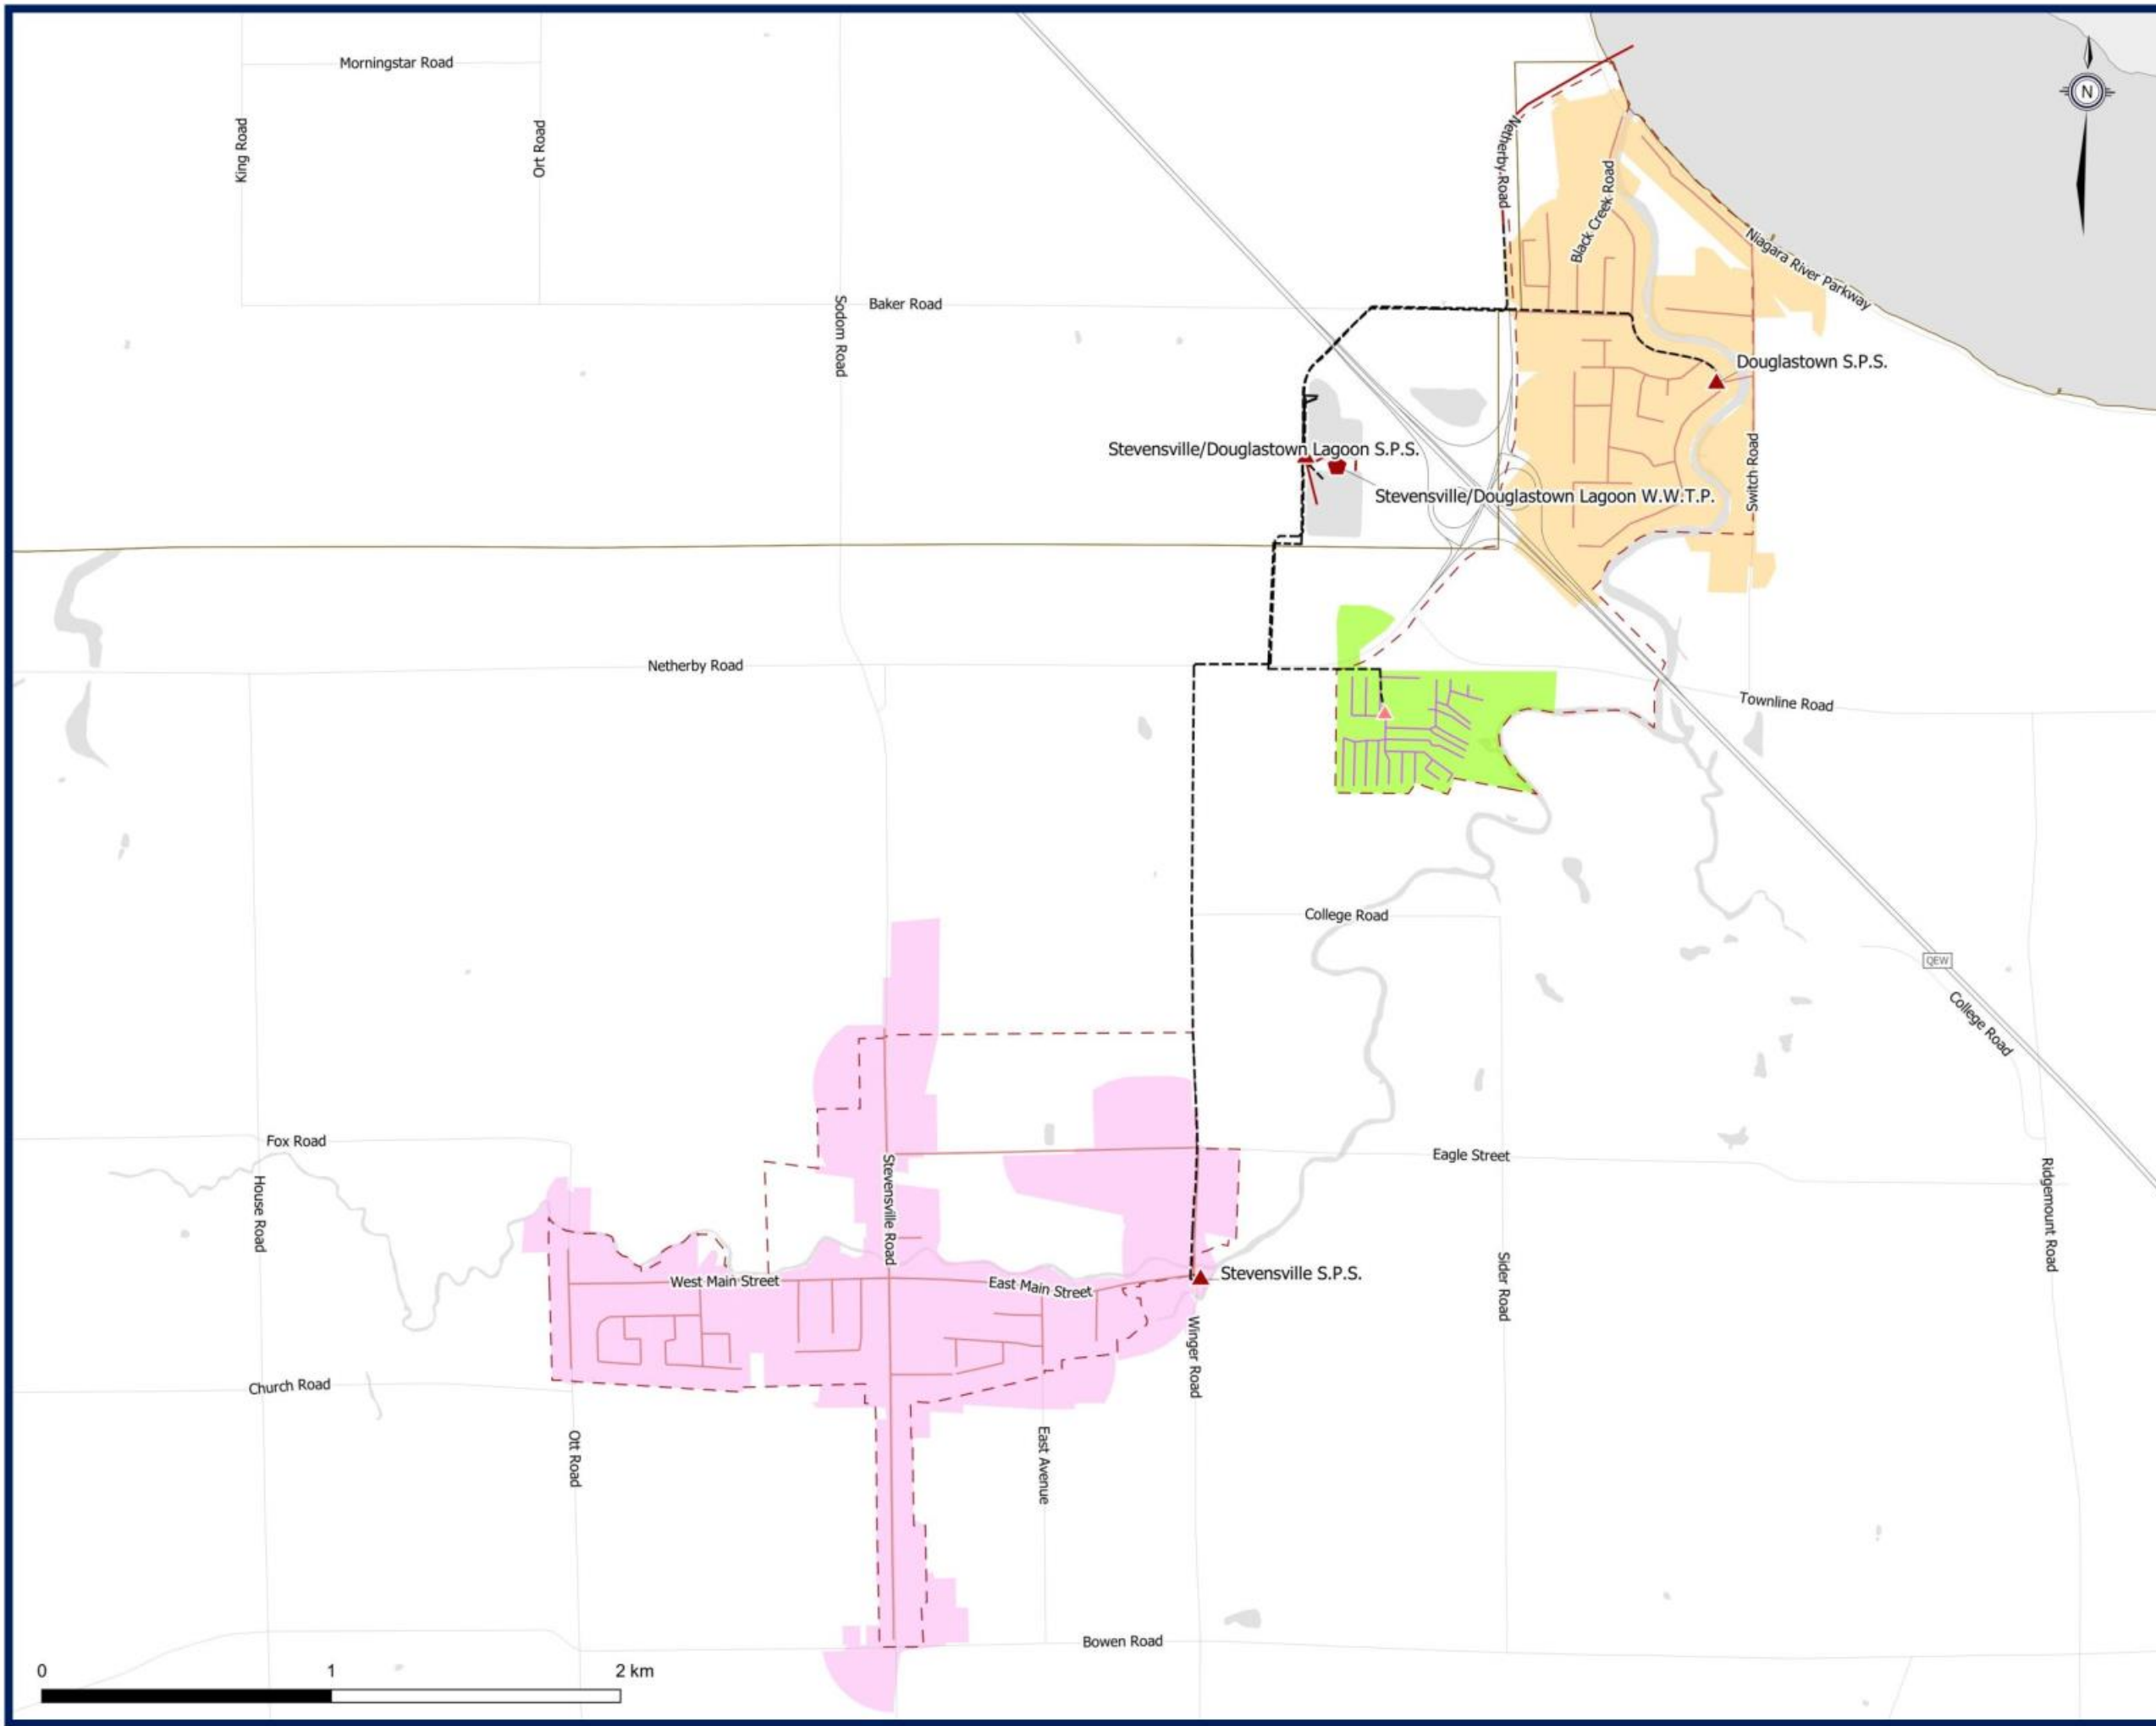 Morningstar Road
King Road
Ort Road
N
Netherby Road
Black Creek Road
Niagara River Parkway
Sodom Road
Baker Road
Douglastown S.P.S.
Stevensville/Douglastown Lagoon S.P.S.
Switch Road
Stevensville/Douglastown Lagoon W.W.T.P.
Netherby Road
Townline Road
College Road
QEW
College Road
Fox Road
House Road
Stevensville Road
Eagle Street
Ridgemount Road
West Main Street
East Main Street
Stevensville S.P.S.
Sider Road
Winger Road
Church Road
Ott Road
East Avenue
Bowen Road
0 1 2 km